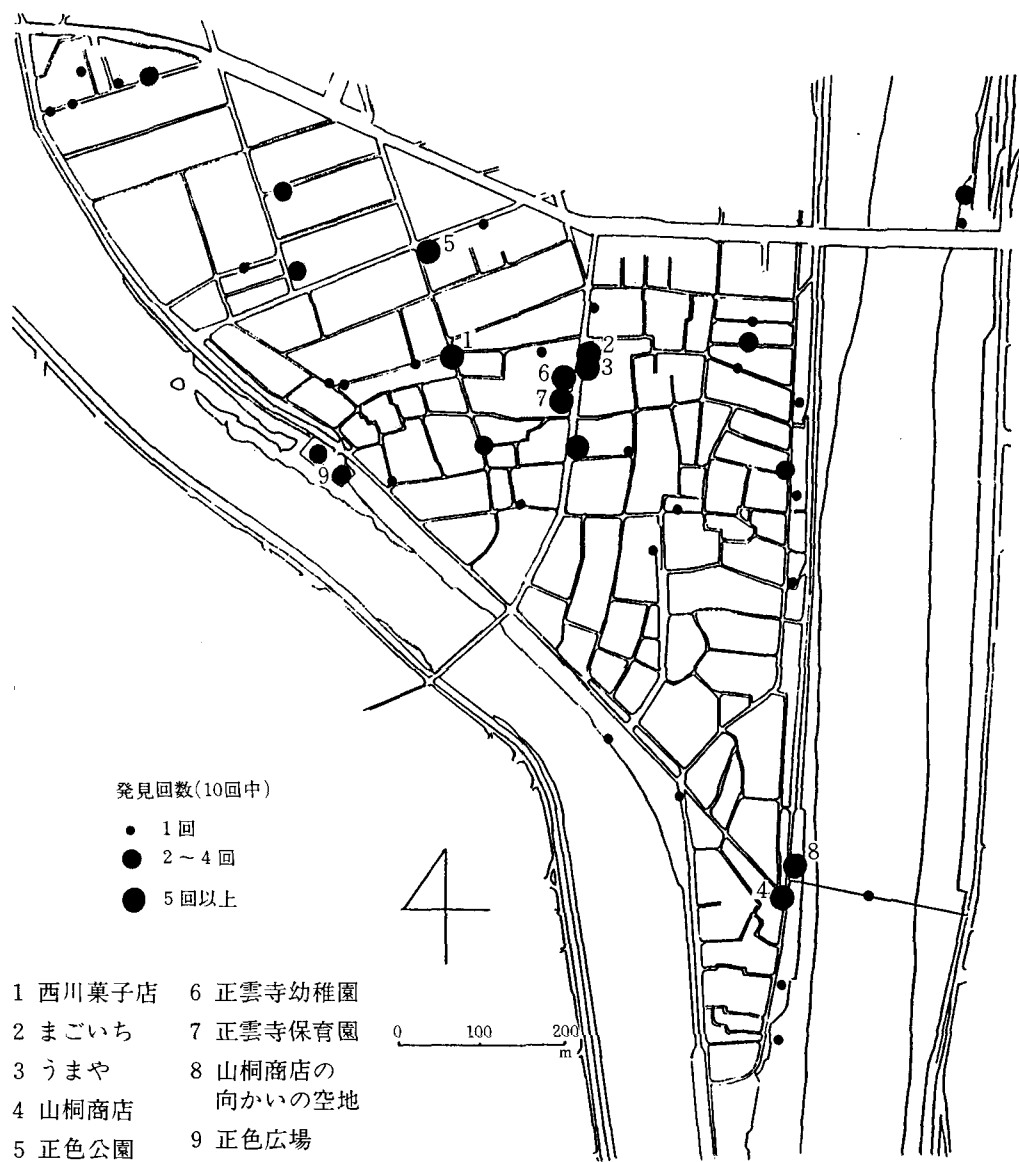 5
1
2
3
6
7
9
発見回数(10回中)
1回
2~4回
5回以上
8
4
1 西川菓子店
2 まごいち
3 うまや
4 山桐商店
5 正色公園
6 正雲寺幼稚園
7 正雲寺保育園
8 山桐商店の
向かいの空地
9 正色広場
0 100 200
m